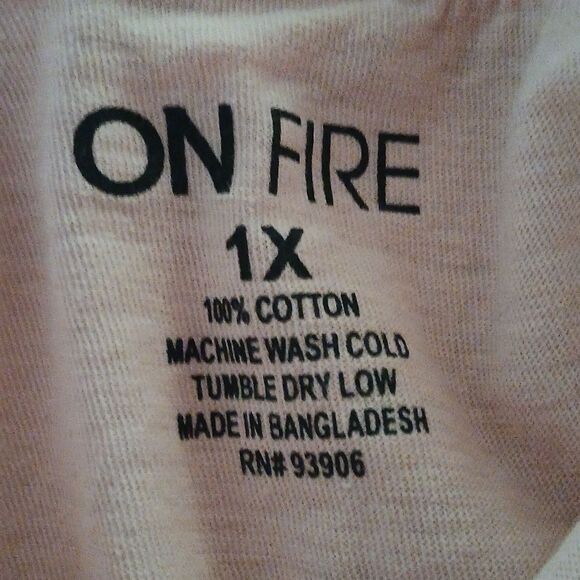 ON FIRE
1X
100% COTTON
MACHINE WASH COLD
TUMBLE DRY LOW
MADE IN BANGLADESH
RN# 93906